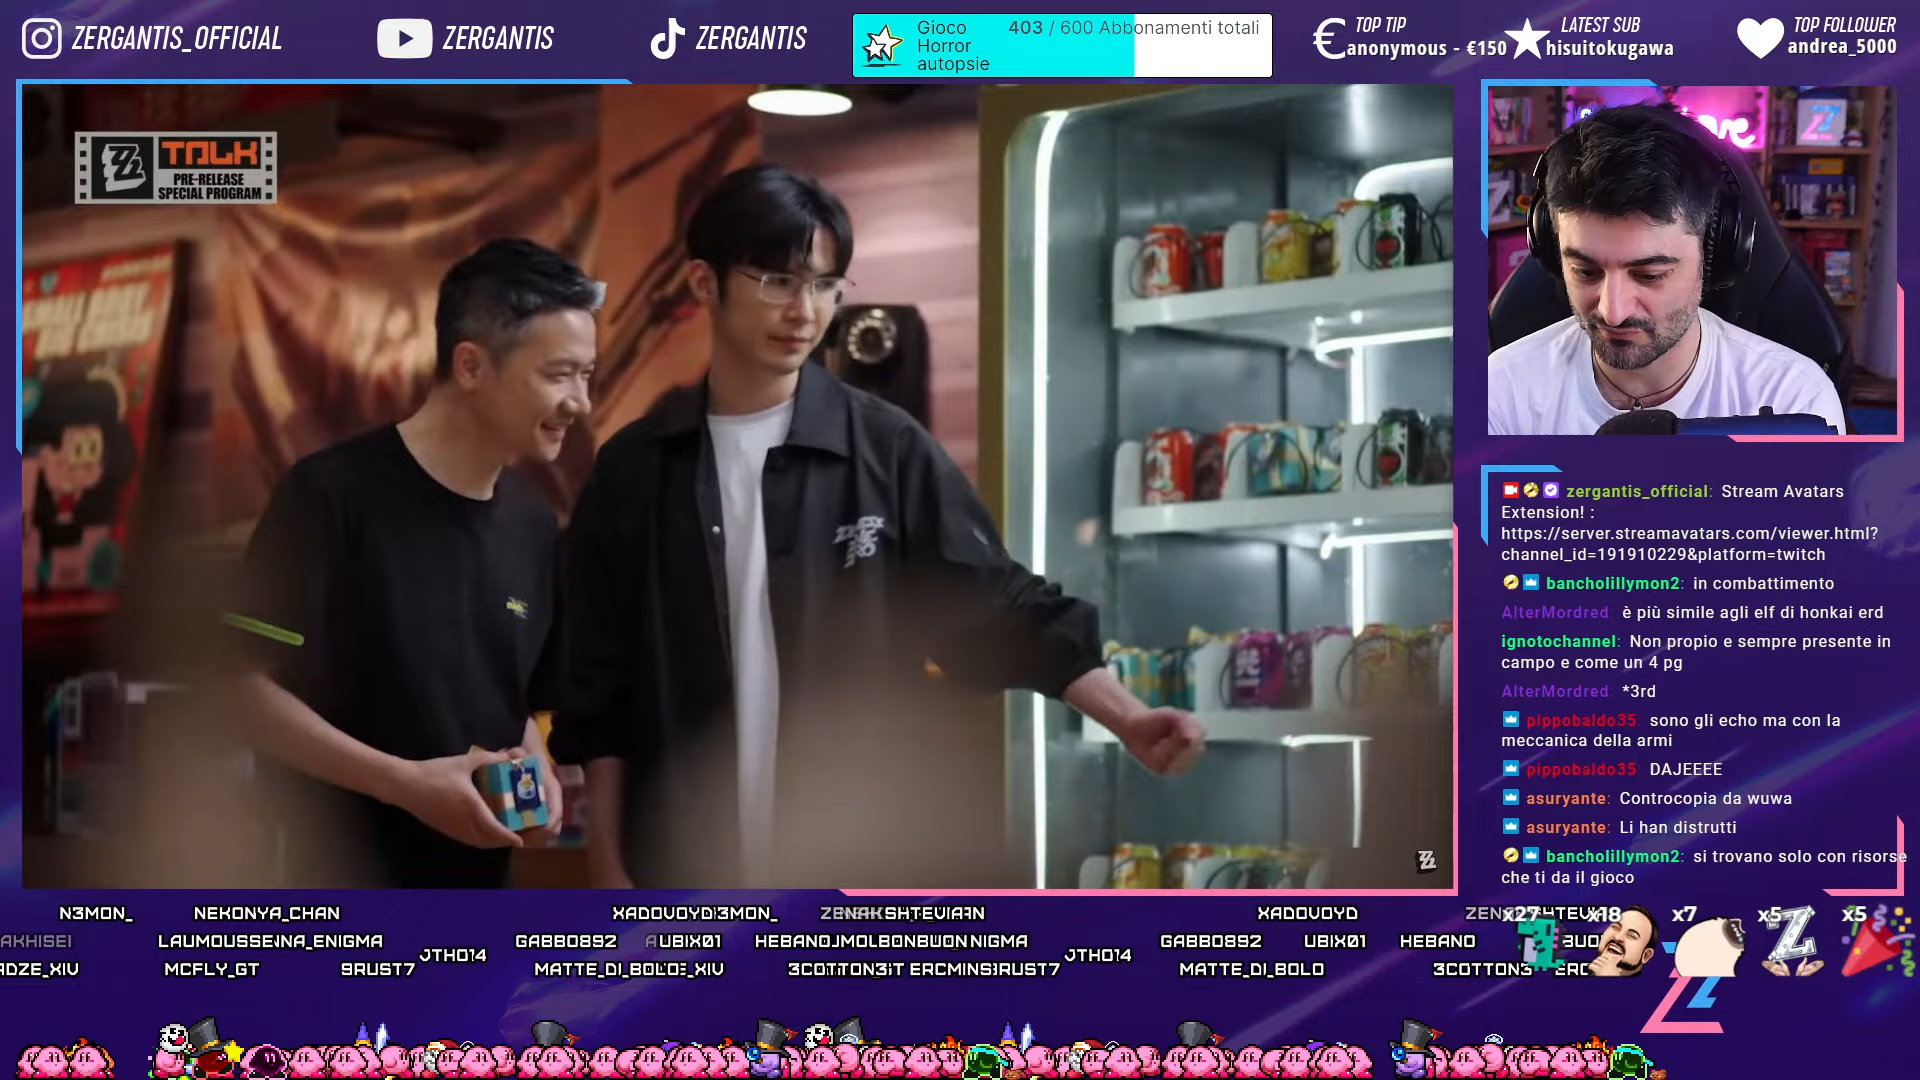 ZERGANTIS_OFFICIAL
ZERGANTIS
ZERGANTIS
Gioco
Horror
autopsie
403 / 600 Abbonamenti totali
TOP TIP
anonymous - €150
LATEST SUB
hisuitokugawa
TOP FOLLOWER
andrea_5000
TALK
PRE-RELEASE
SPECIAL PROGRAM
zergantis_official: Stream Avatars
Extension! :
https://server.streamavatars.com/viewer.html?
channel_id=191910229&platform=twitch
bancholillymon2: in combattimento
AlterMordred: è più simile agli elf di honkai erd
ignotochannel: Non propio e sempre presente in
campo e come un 4 pg
AlterMordred: *3rd
pippobaldo35 sono gli echo ma con la
meccanica della armi
pippobaldo35 DAJEEEE
asuryante: Controcopia da wuwa
asuryante: Li han distrutti
bancholillymon2: si trovano solo con risorse
che ti da il gioco
N3MON_ NEKONYA_CHAN XADOVOYD XADOVOYD
AKHISEI GABBO892 UBIX01 HEBANO GABBO892 UBIX01 HEBANO
JTHO14 JTHO14
MCFLY_GT 9RUST7 MATTE_DI_BOLO MATTE_DI_BOLO
x27 x18 x7 x5 x5